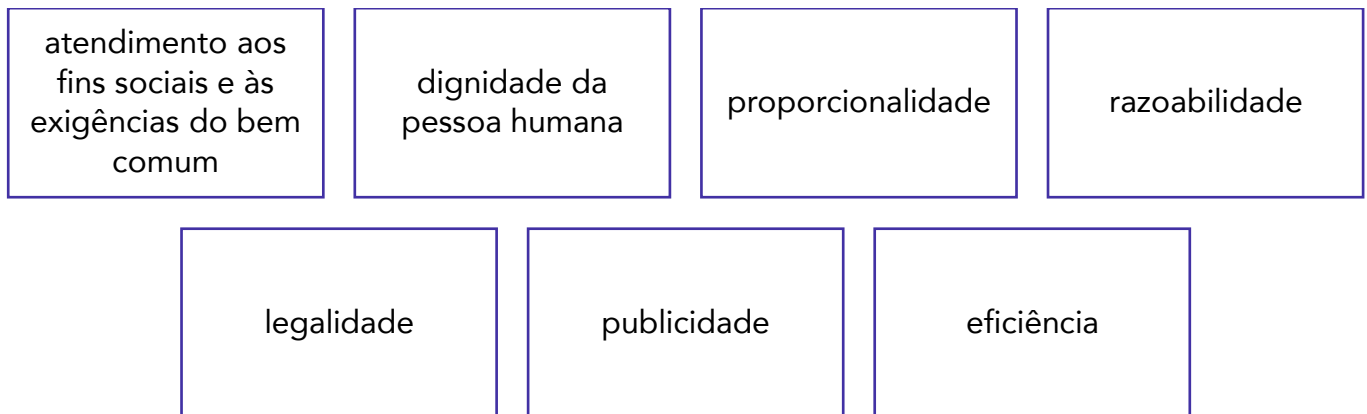 atendimento aos
fins sociais e às
exigências do bem
comum
dignidade da
pessoa humana
proporcionalidade
razoabilidade
legalidade
publicidade
eficiência